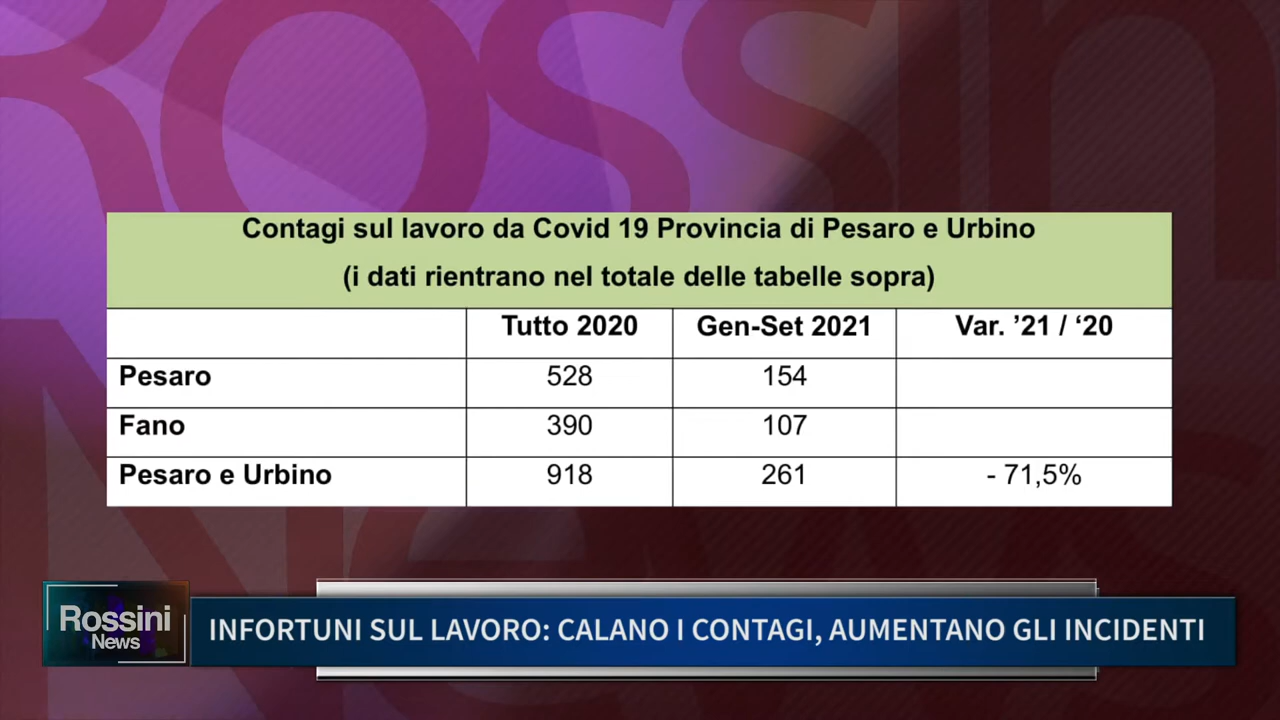 Rossini
News
Contagi sul lavoro da Covid 19 Provincia di Pesaro e Urbino
(i dati rientrano nel totale delle tabelle sopra)
Tutto 2020 Gen-Set 2021 Var. ’21 / ‘20
Pesaro 528 154
Fano 390 107
Pesaro e Urbino 918 261 - 71,5%
Rossini
News
INFORTUNI SUL LAVORO: CALANO I CONTAGI, AUMENTANO GLI INCIDENTI